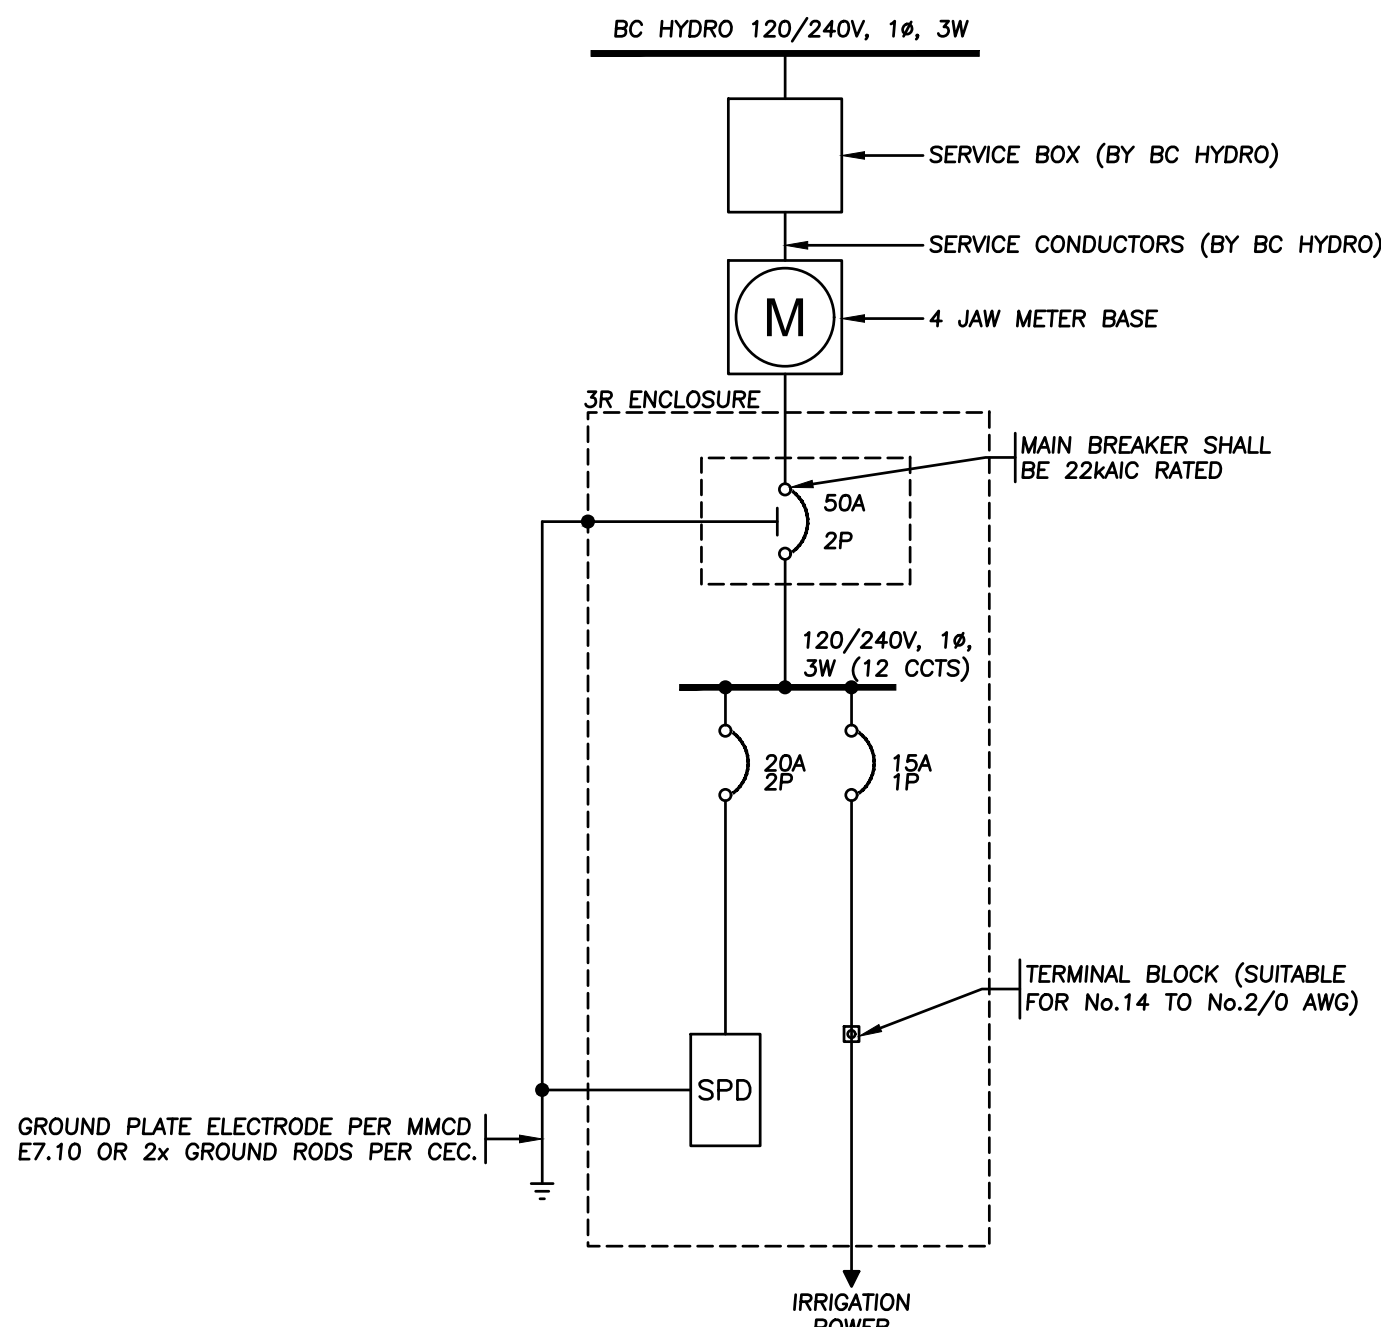 BC HYDRO 120/240V, 1ø, 3W
SERVICE BOX (BY BC HYDRO)
SERVICE CONDUCTORS (BY BC HYDRO)
M
4 JAW METER BASE
3R ENCLOSURE
MAIN BREAKER SHALL
BE 22kAIC RATED
50A
2P
120/240V, 1ø,
3W (12 CCTS)
20A
2P
15A
1P
TERMINAL BLOCK (SUITABLE
FOR No.14 TO No.2/0 AWG)
SPD
GROUND PLATE ELECTRODE PER MMCD
E7.10 OR 2x GROUND RODS PER CEC.
IRRIGATION
POWER